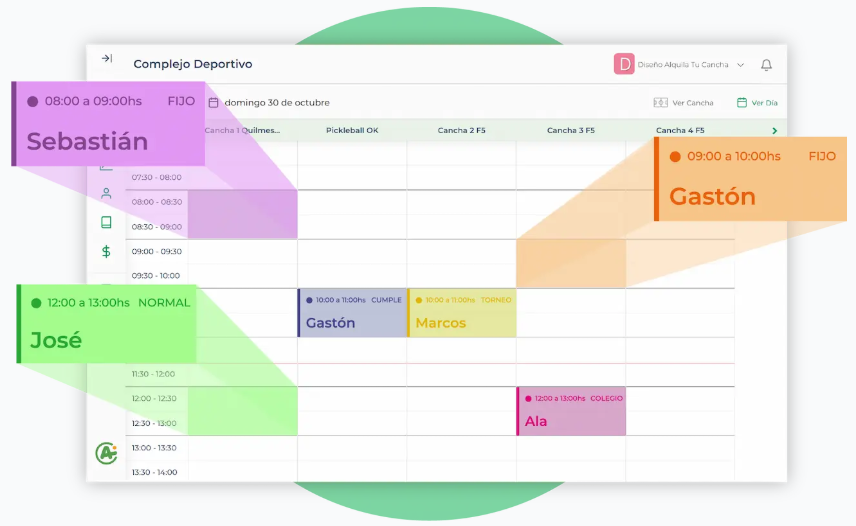 Complejo Deportivo
D Diseño Alquila Tu Cancha
08:00 a 09:00hs FIJO
Sebastián
domingo 30 de octubre
Ver Cancha
Ver Día
Cancha 1 Quilmes...
Pickleball OK
Cancha 2 F5
Cancha 3 F5
Cancha 4 F5
09:00 a 10:00hs FIJO
Gastón
07:30 - 08:00
08:00 - 08:30
08:30 - 09:00
09:00 - 09:30
09:30 - 10:00
12:00 a 13:00hs NORMAL
José
10:00 a 11:00hs CUMPLE
Gastón
10:00 a 11:00hs TORNEO
Marcos
11:30 - 12:00
12:00 - 12:30
12:30 - 13:00
12:00 a 13:00hs COLEGIO
Ala
13:00 - 13:30
13:30 - 14:00